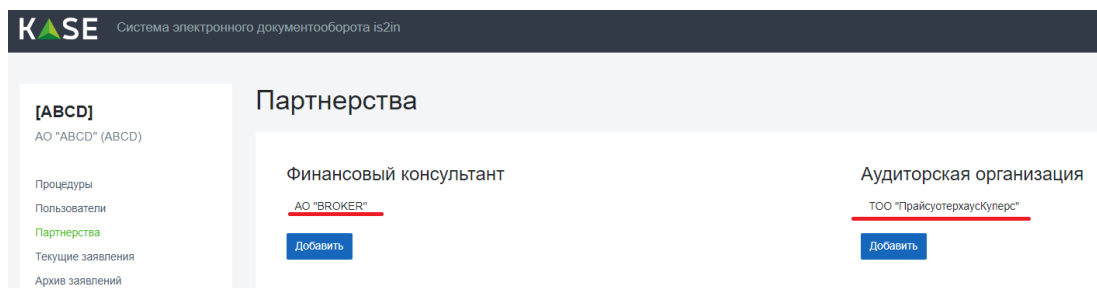 KASE Система электронного документооборота is2in
[ABCD]
АО "ABCD" (ABCD)
Процедуры
Пользователи
Партнерства
Текущие заявления
Архив заявлений
Партнерства
Финансовый консультант
АО "BROKER"
Добавить
Аудиторская организация
ТОО "ПрайсуотерхаусКуперс"
Добавить